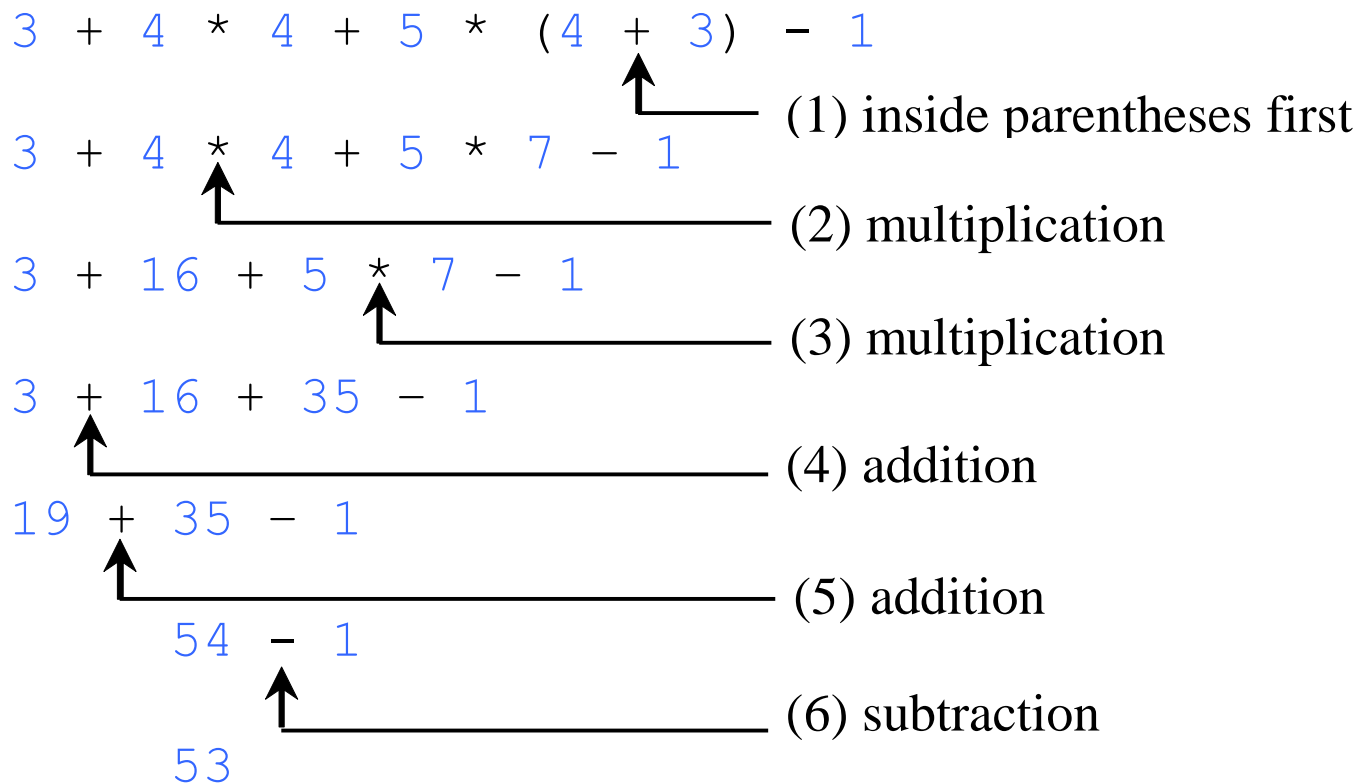 3 + 4 * 4 + 5 * (4 + 3) - 1
(1) inside parentheses first
3 + 4 * 4 + 5 * 7 – 1
(2) multiplication
3 + 16 + 5 * 7 – 1
(3) multiplication
3 + 16 + 35 – 1
(4) addition
19 + 35 – 1
(5) addition
54 - 1
(6) subtraction
53